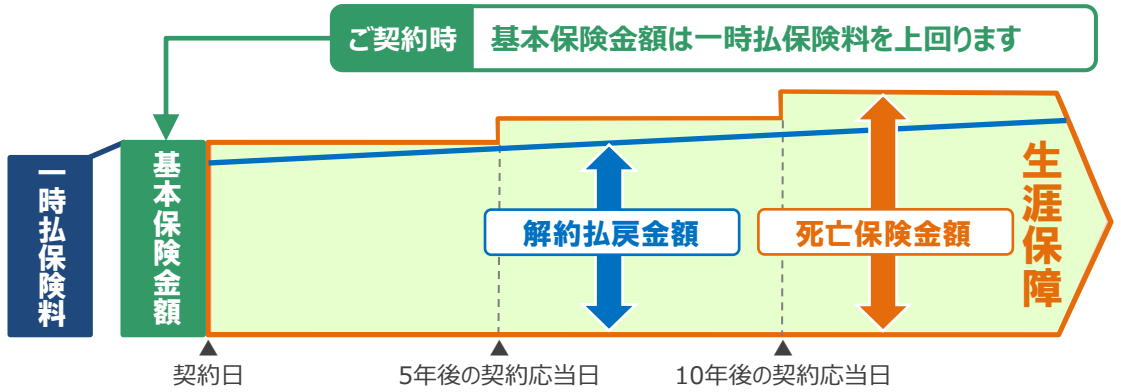 ご契約時 基本保険金額は一時払保険料を上回ります
一時払保険料
基本保険金額
解約払戻金額
死亡保険金額
生涯保障
契約日
5年後の契約応当日
10年後の契約応当日